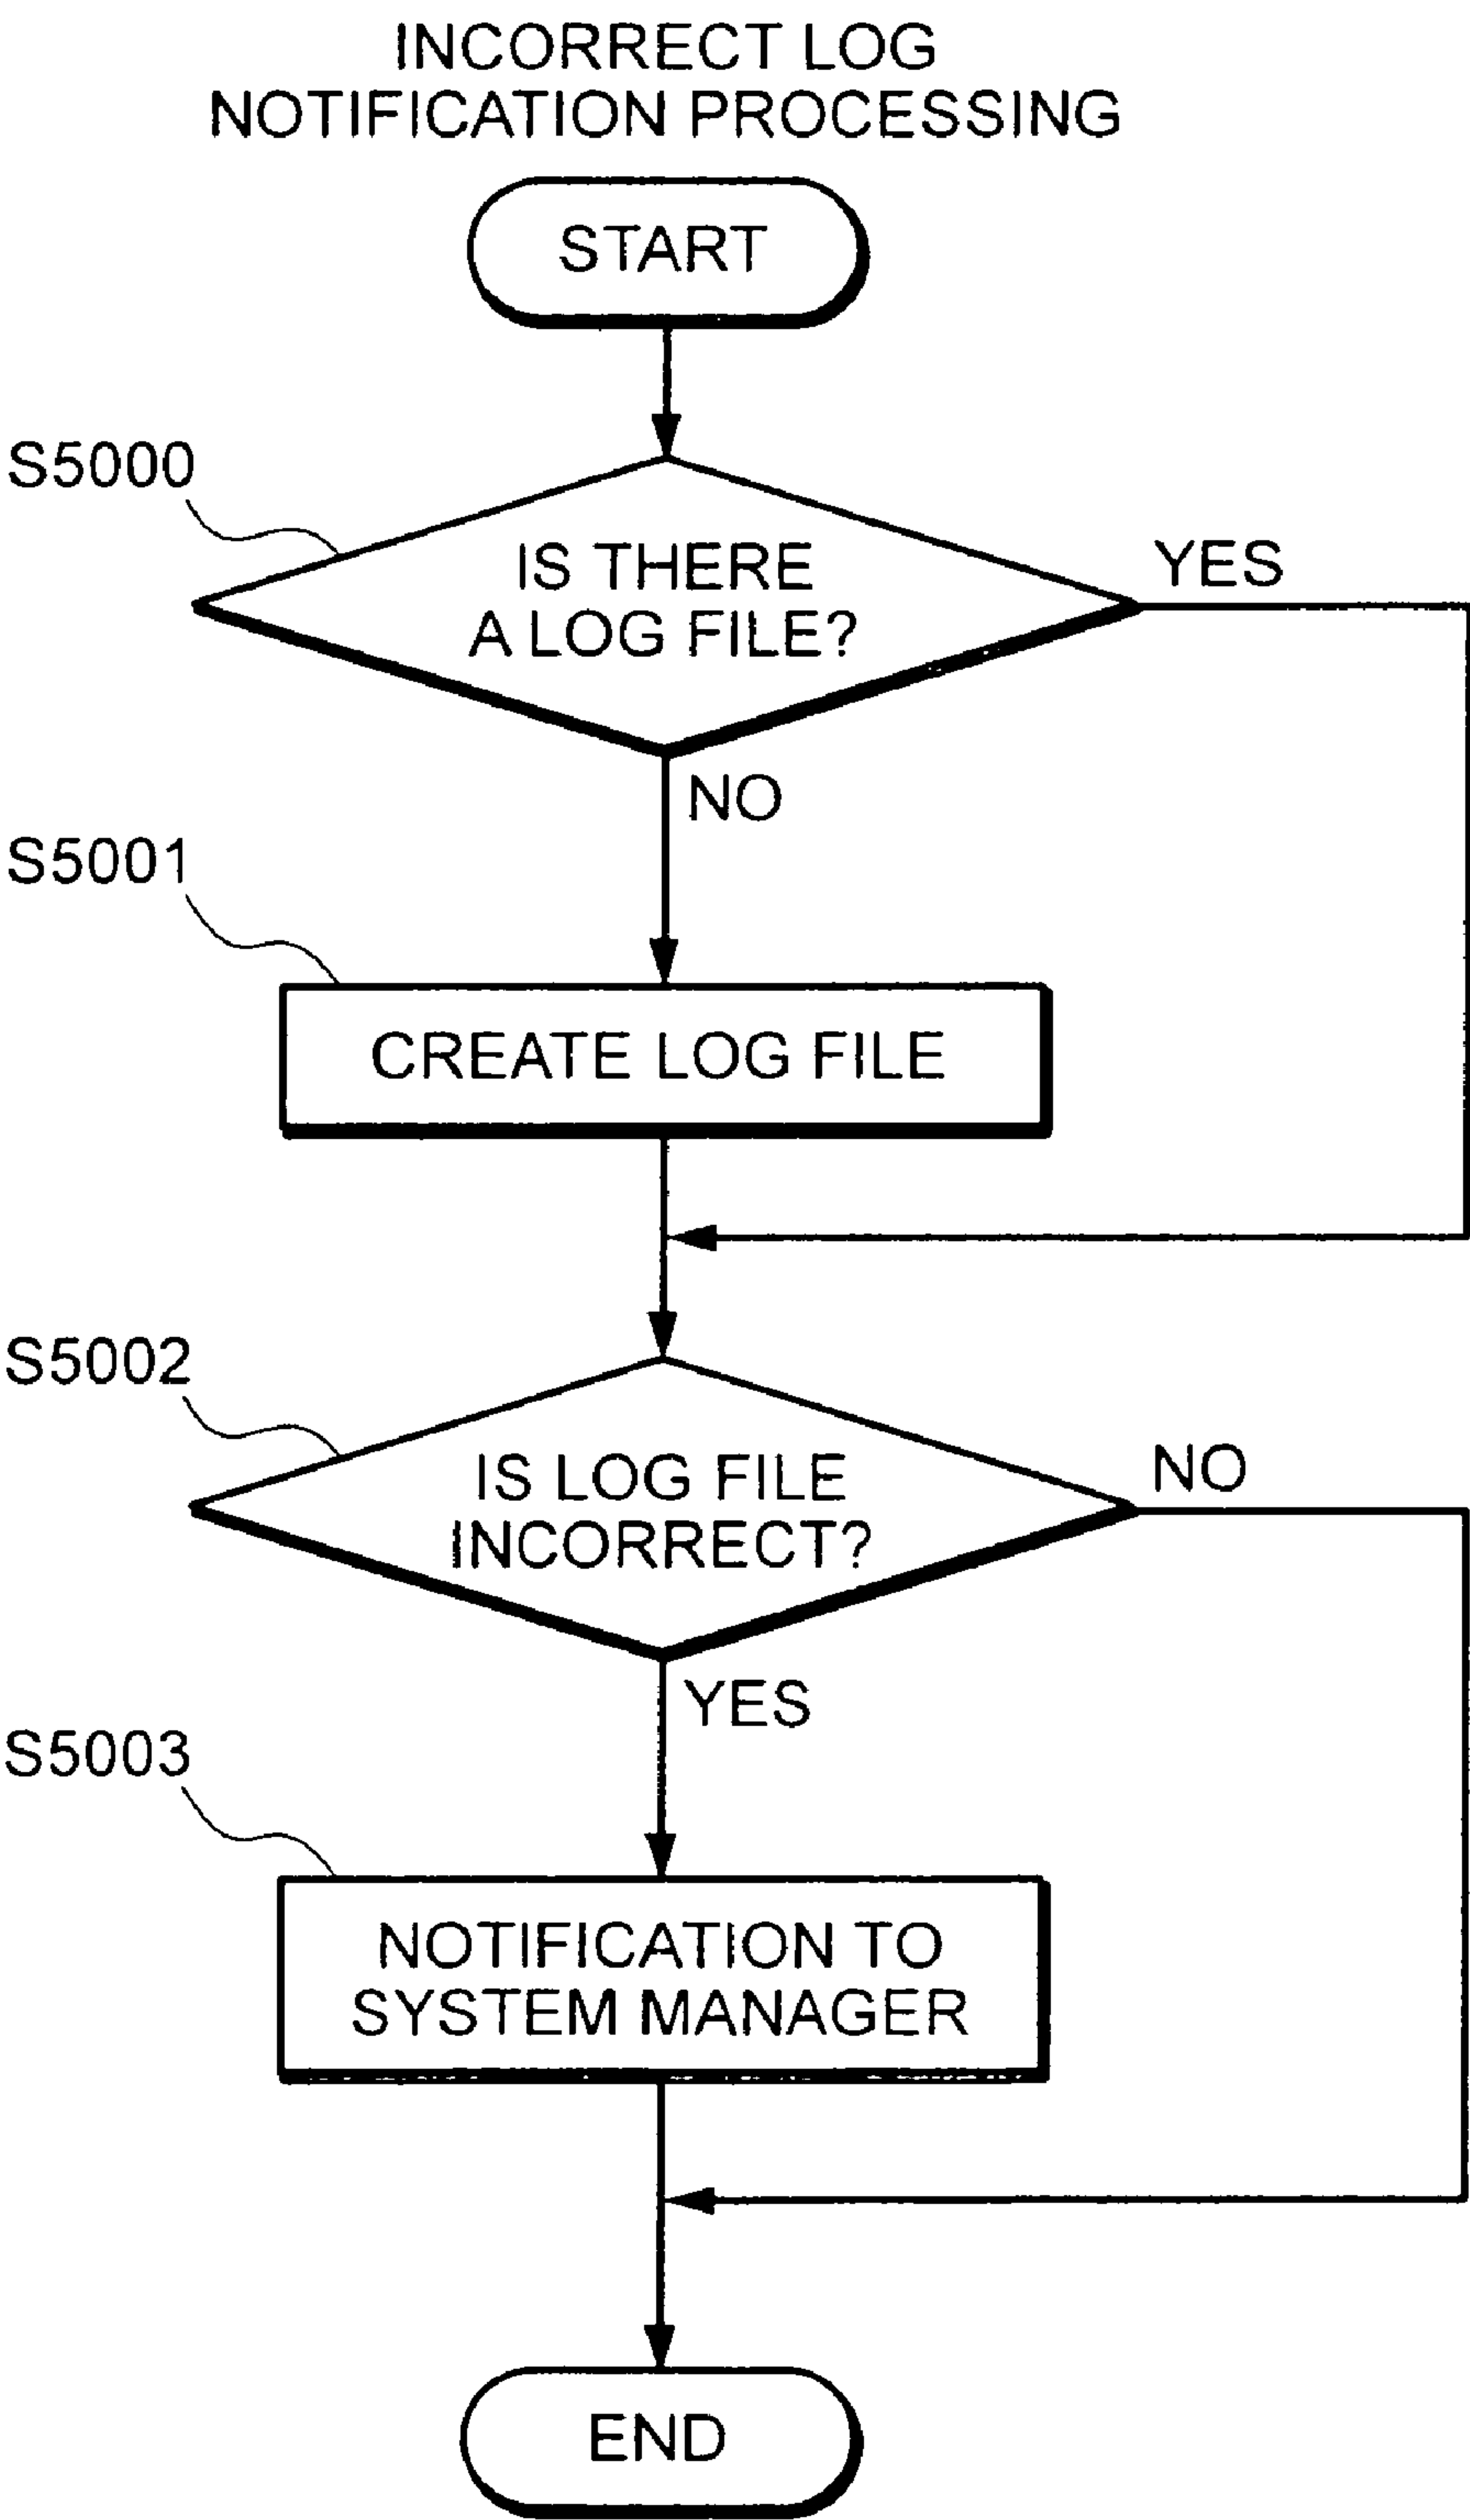 INCORRECT LOG
NOTIFICATION PROCESSING
START
S5000
IS THERE
A LOG FILE?
YES
NO
S5001
CREATE LOG FILE
S5002
IS LOG FILE
INCORRECT?
NO
YES
S5003
NOTIFICATION TO
SYSTEM MANAGER
END